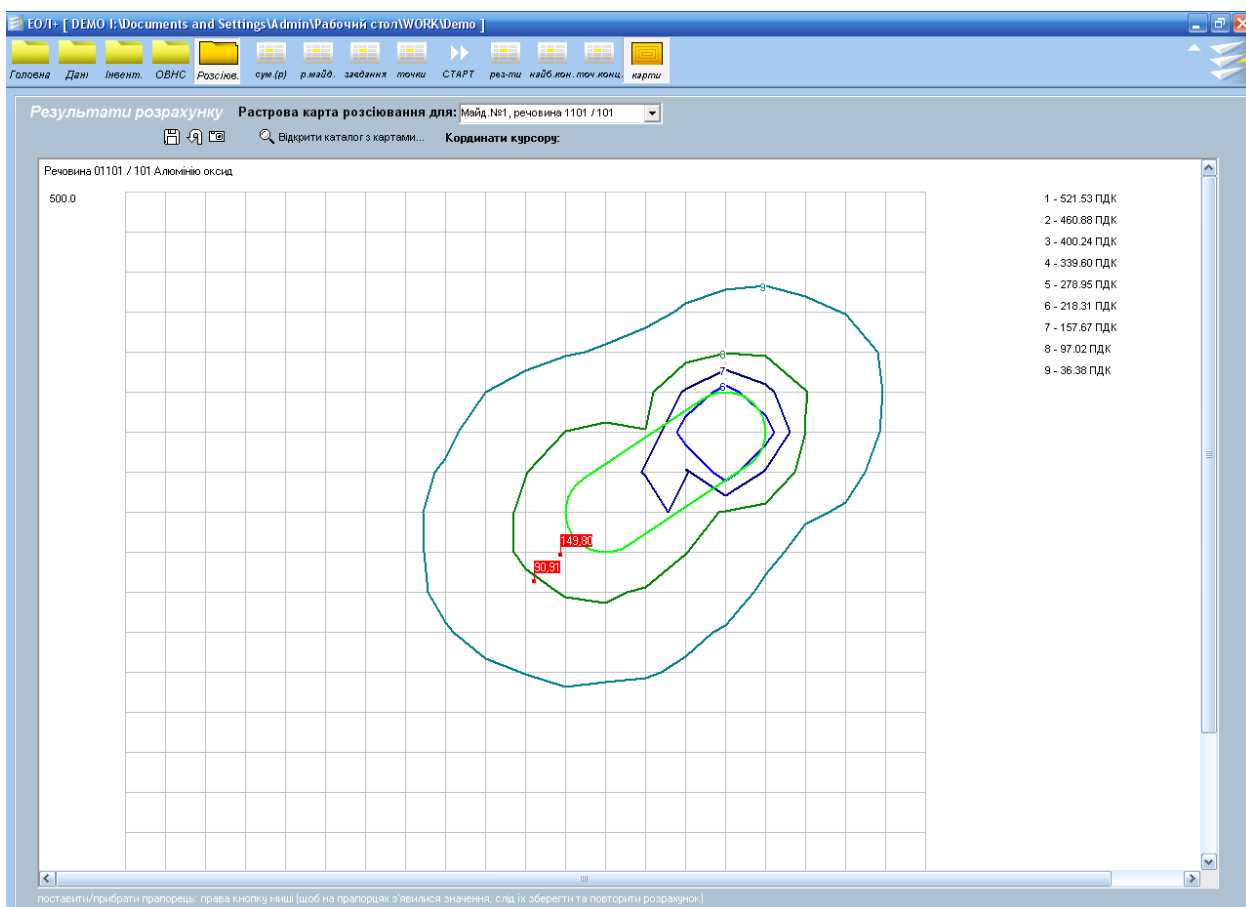 ЕОЛ+ [ DEMO I:\Documents and Settings\Admin\Рабочий стол\WORK\Demo ]
Головна Дані Інвент. ОВНС Розсіюв. сум.(р) р.майд. завдання точки СТАРТ рез-ти найб.кон. точ.конц. карти
Результати розрахунку Растрова карта розсіювання для: Майд.№1, речовина 1101 / 101
Відкрити каталог з картами... Кординати курсору:
Речовина 01101 / 101 Алюмінію оксид
500.0
1 - 521.53 ПДК
2 - 460.88 ПДК
3 - 400.24 ПДК
4 - 339.60 ПДК
5 - 278.95 ПДК
6 - 218.31 ПДК
7 - 157.67 ПДК
8 - 97.02 ПДК
9 - 36.38 ПДК
9
8
7
6
149,80
90,91
поставити/прибрати прапорець: права кнопку миші (щоб на прапорцях з'явилися значення, слід їх зберегти та повторити розрахунок)